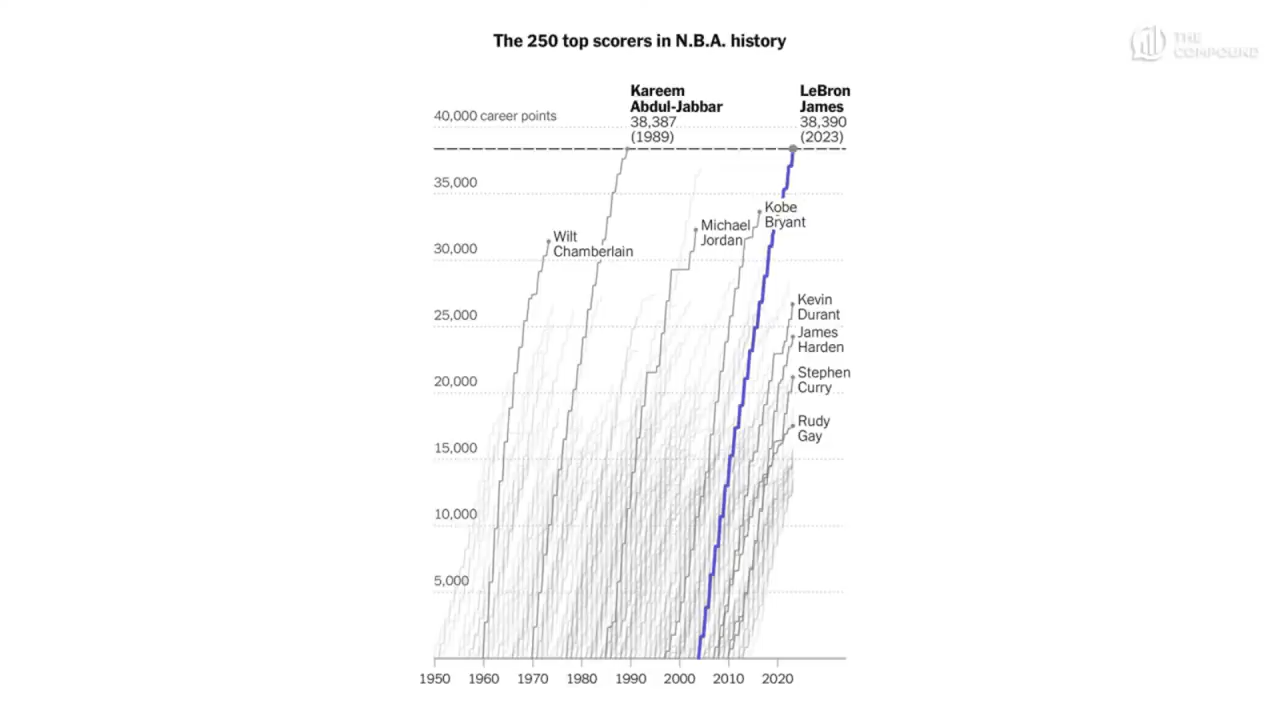 The 250 top scorers in N.B.A. history
THE
COMPOUND
Kareem
Abdul-Jabbar
38,387
(1989)
LeBron
James
38,390
(2023)
40,000 career points
35,000
Kobe
Bryant
Michael
Jordan
Wilt
Chamberlain
30,000
Kevin
Durant
25,000
James
Harden
Stephen
Curry
20,000
Rudy
Gay
15,000
10,000
5,000
1950 1960 1970 1980 1990 2000 2010 2020